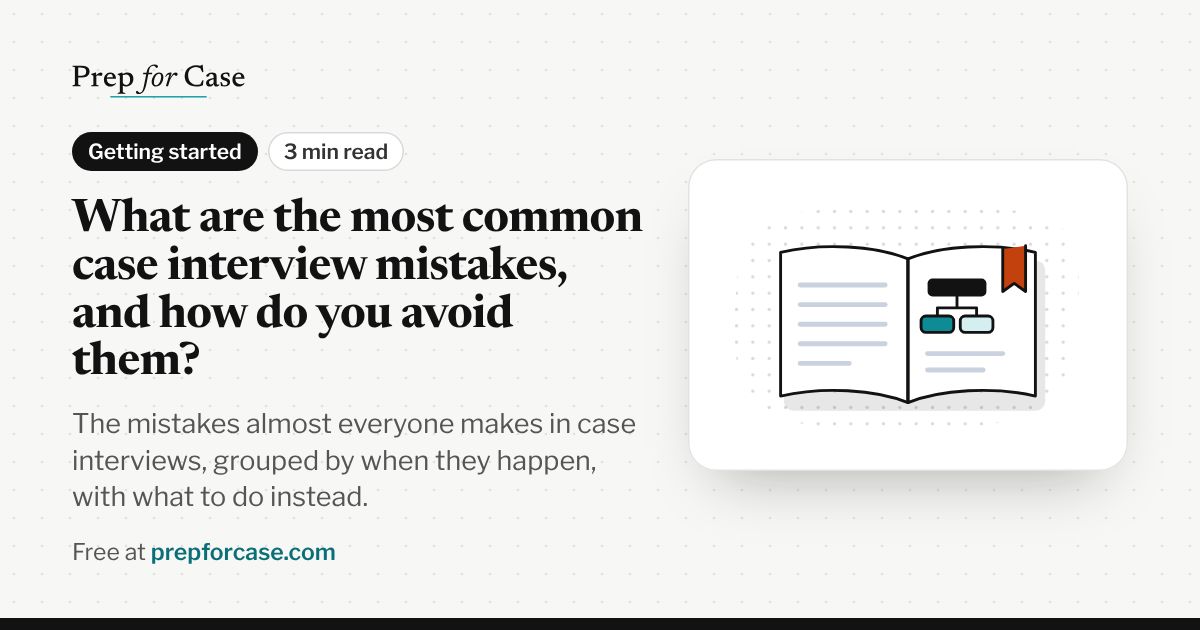 Prep for Case
Getting started
3 min read
What are the most common
case interview mistakes,
and how do you avoid
them?
The mistakes almost everyone makes in case
interviews, grouped by when they happen,
with what to do instead.
Free at prepforcase.com